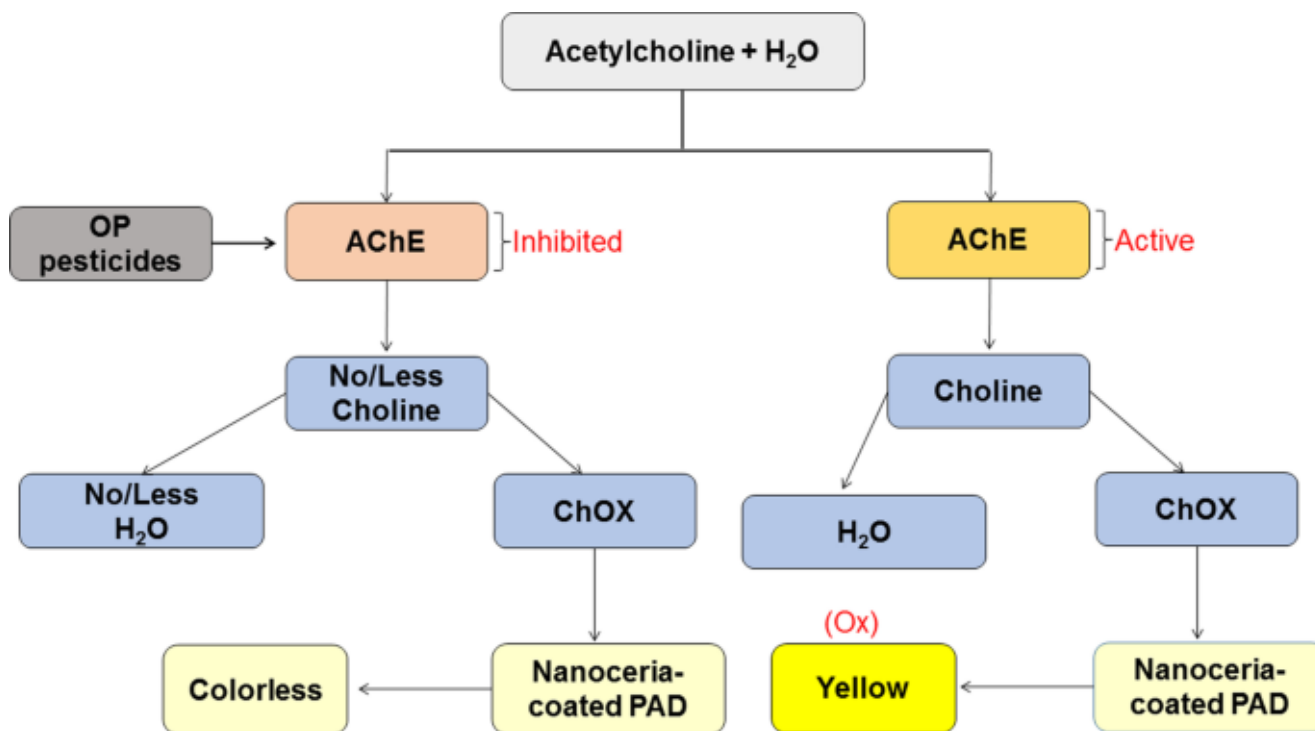 Acetylcholine + H₂O
OP
pesticides
AChE
Inhibited
AChE
Active
No/Less
Choline
Choline
No/Less
H₂O
ChOX
H₂O
ChOX
(Ox)
Colorless
Nanoceria-
coated PAD
Yellow
Nanoceria-
coated PAD